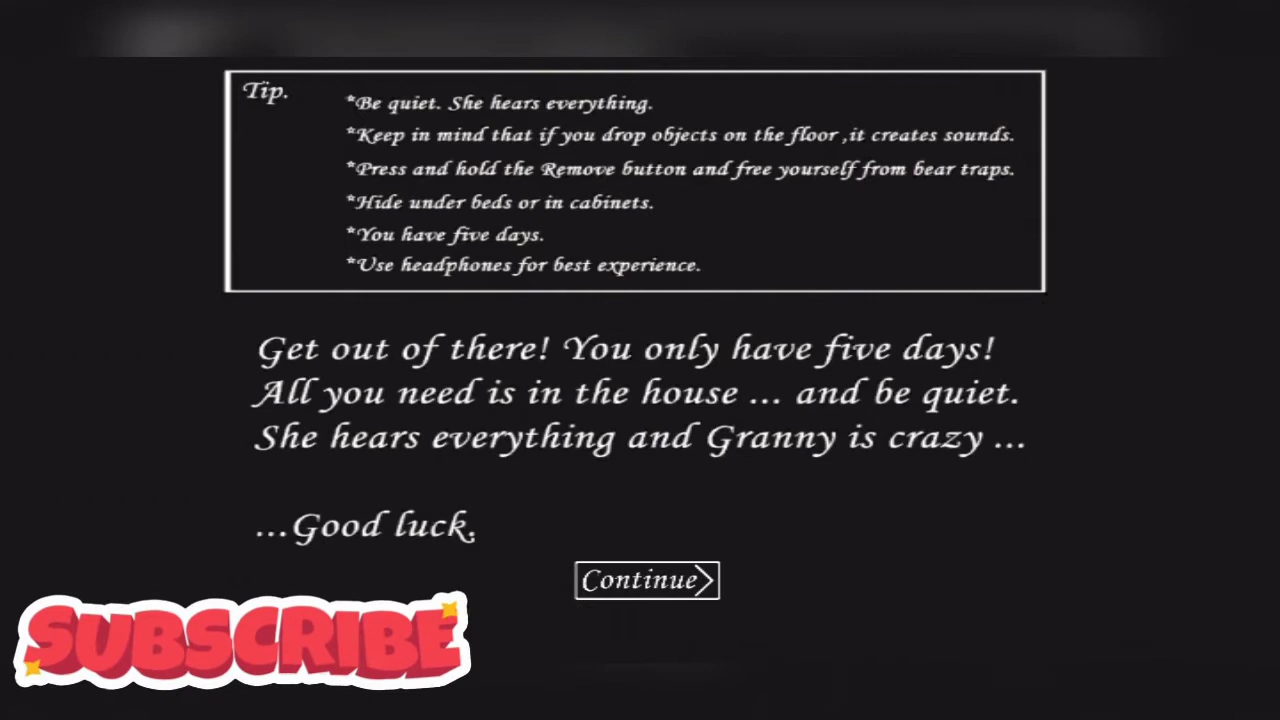 Tip.
*Be quiet. She hears everything.
*Keep in mind that if you drop objects on the floor ,it creates sounds.
*Press and hold the Remove button and free yourself from bear traps.
*Hide under beds or in cabinets.
*You have five days.
*Use headphones for best experience.
Get out of there! You only have five days!
All you need is in the house ... and be quiet.
She hears everything and Granny is crazy ...
...Good luck.
Continue>
SUBSCRIBE